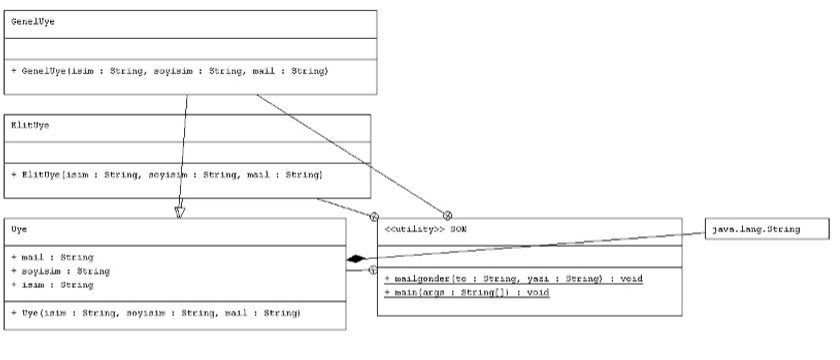 GenelUye
+ GenelUye(isim : String, soyisim : String, mail : String)
ElitUye
+ ElitUye(isim : String, soyisim : String, mail : String)
Uye
+ mail : String
+ soyisim : String
+ isim : String
+ Uye(isim : String, soyisim : String, mail : String)
<<utility>> SON
+ mailgonder(to : String, yazi : String) : void
+ main(args : String[]) : void
java.lang.String